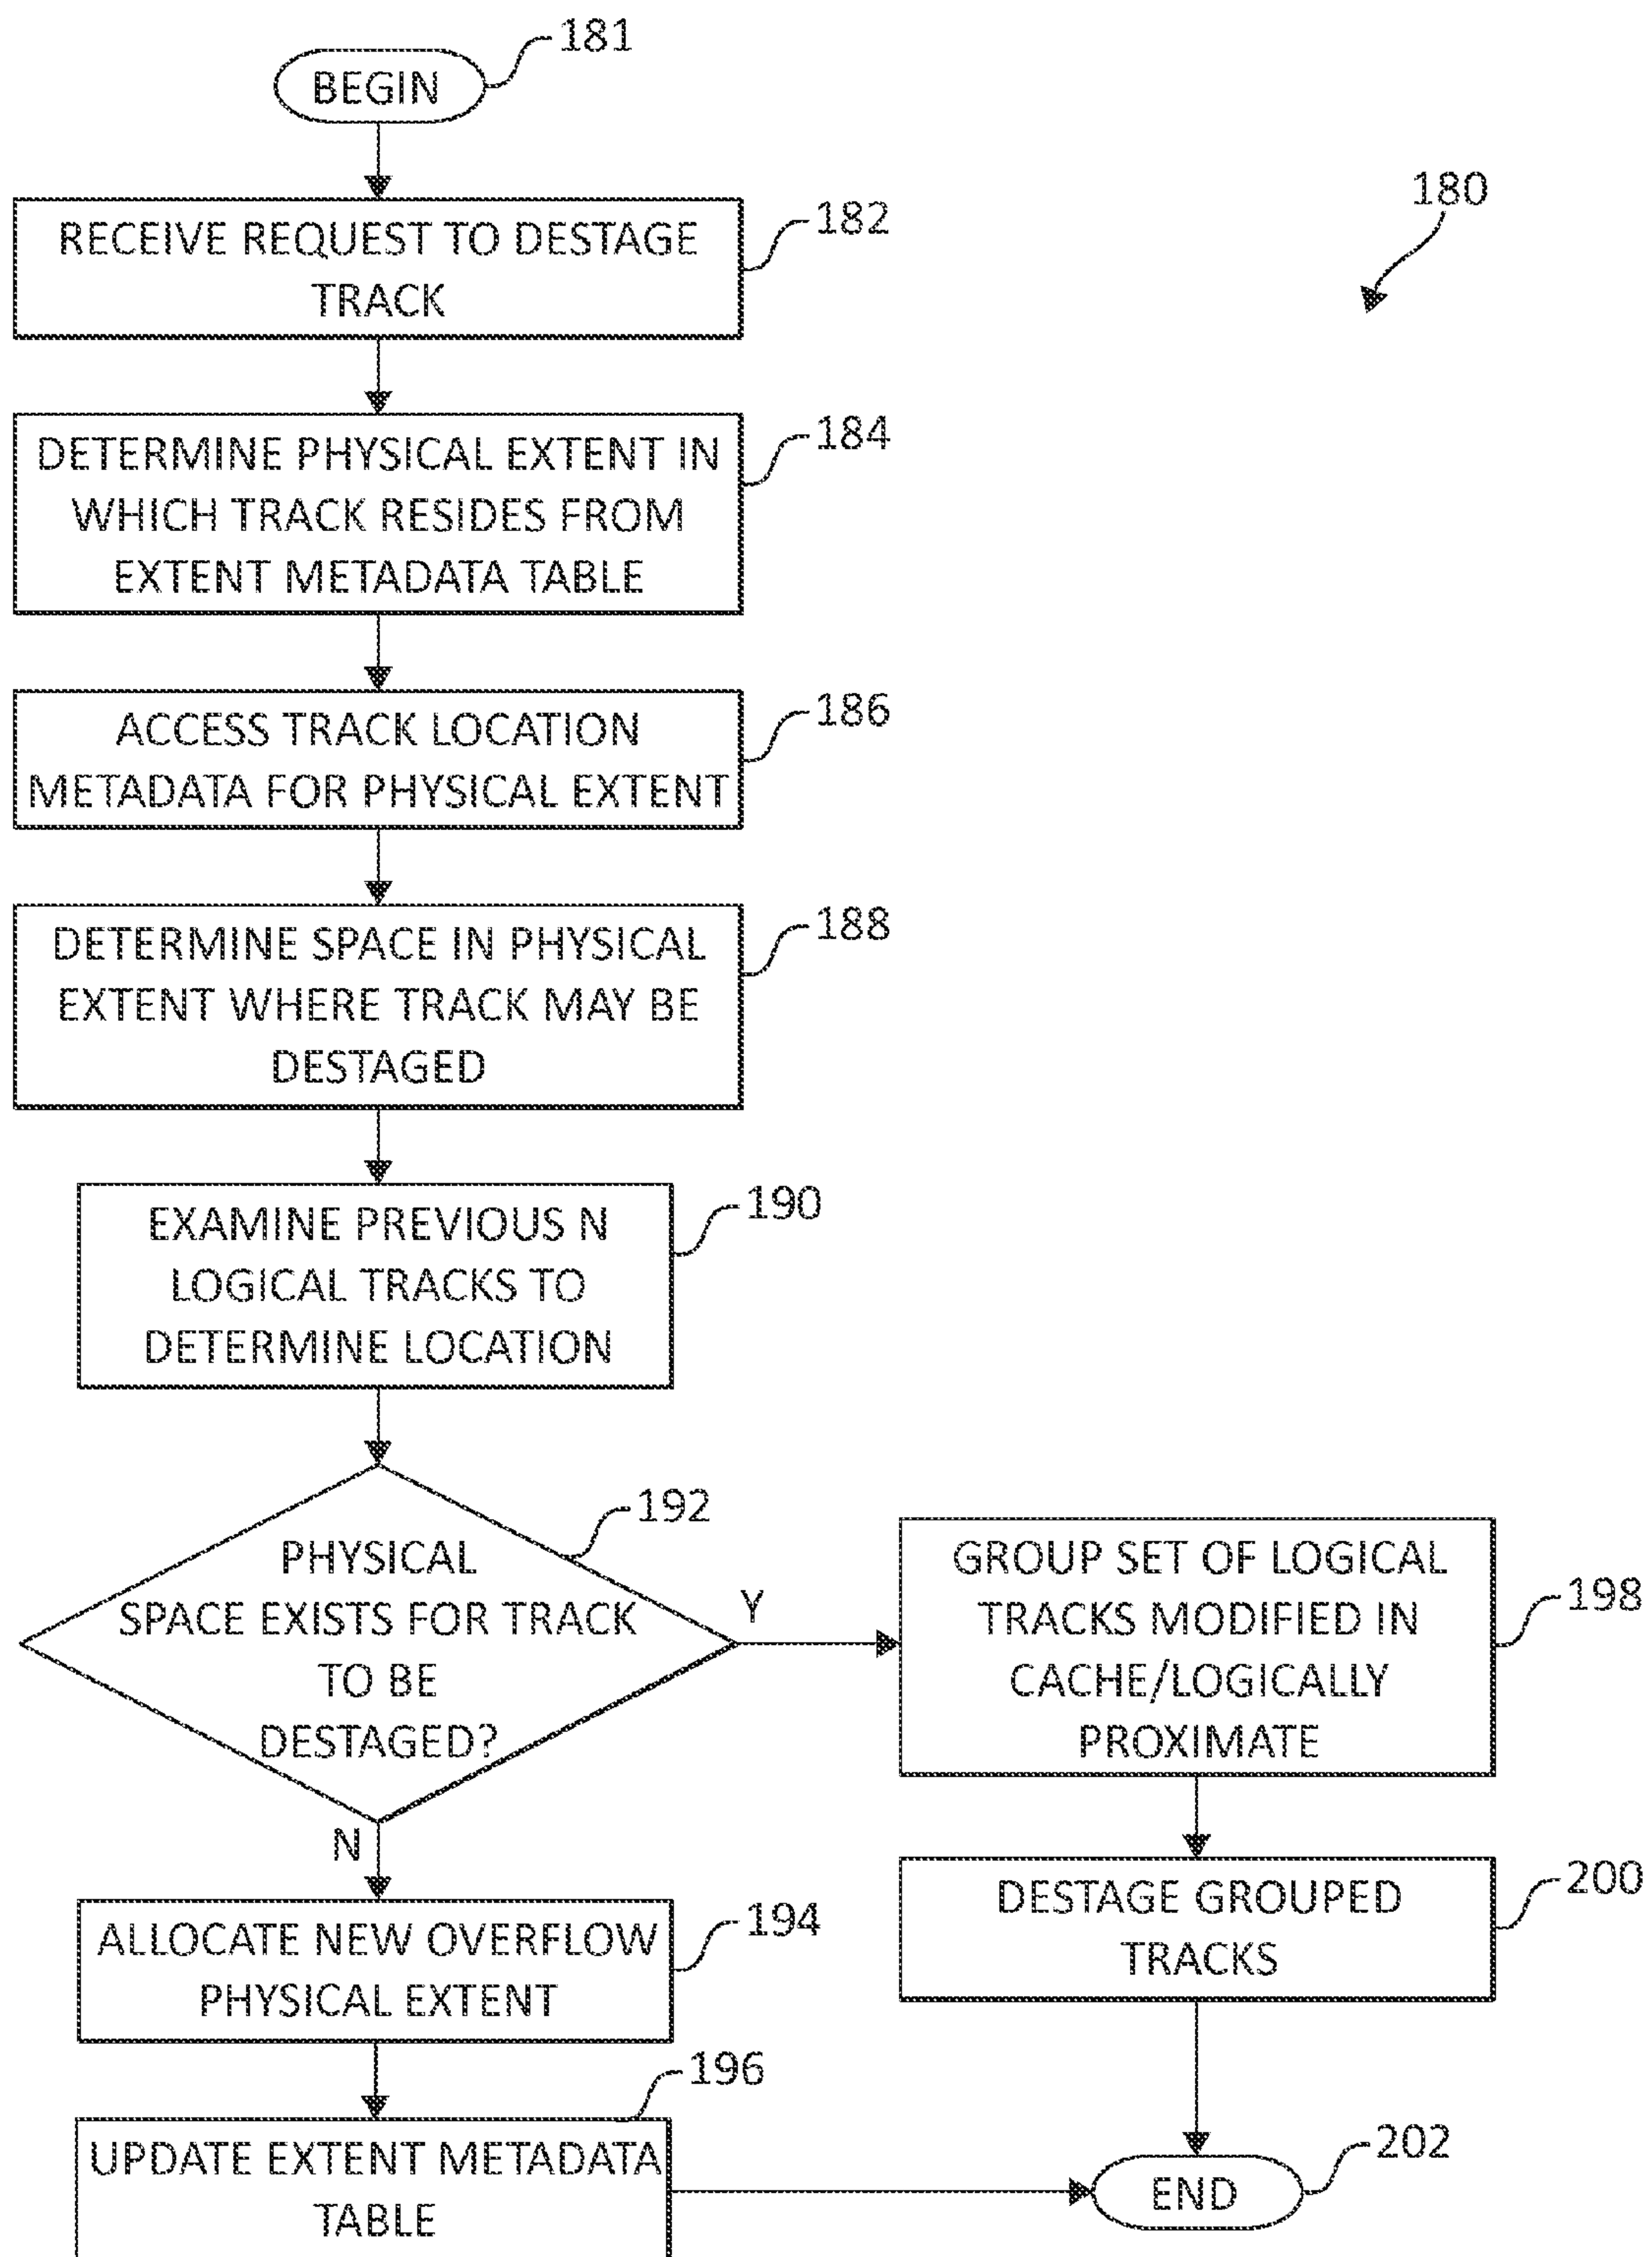 181
BEGIN
180
182
RECEIVE REQUEST TO DESTAGE
TRACK
184
DETERMINE PHYSICAL EXTENT IN
WHICH TRACK RESIDES FROM
EXTENT METADATA TABLE
186
ACCESS TRACK LOCATION
METADATA FOR PHYSICAL EXTENT
188
DETERMINE SPACE IN PHYSICAL
EXTENT WHERE TRACK MAY BE
DESTAGED
190
EXAMINE PREVIOUS N
LOGICAL TRACKS TO
DETERMINE LOCATION
192
PHYSICAL
SPACE EXISTS FOR TRACK
TO BE
DESTAGED?
Y
N
198
GROUP SET OF LOGICAL
TRACKS MODIFIED IN
CACHE/LOGICALLY
PROXIMATE
200
DESTAGE GROUPED
TRACKS
194
ALLOCATE NEW OVERFLOW
PHYSICAL EXTENT
196
UPDATE EXTENT METADATA
TABLE
202
END